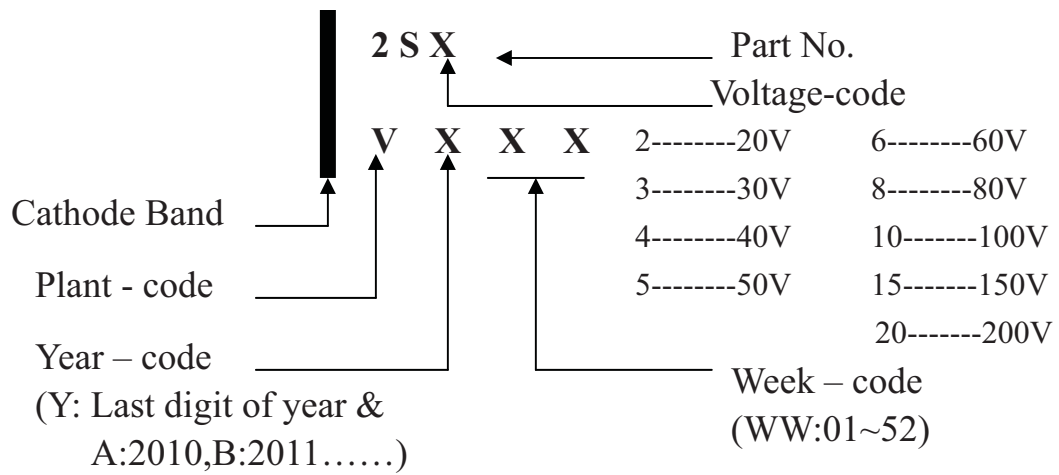 2 S X
Part No.
Voltage-code
V X X X
2--------20V 6--------60V
3--------30V 8--------80V
Cathode Band
4--------40V 10-------100V
Plant - code
5--------50V 15-------150V
20-------200V
Year – code
(Y: Last digit of year &
A:2010,B:2011……)
Week – code
(WW:01~52)